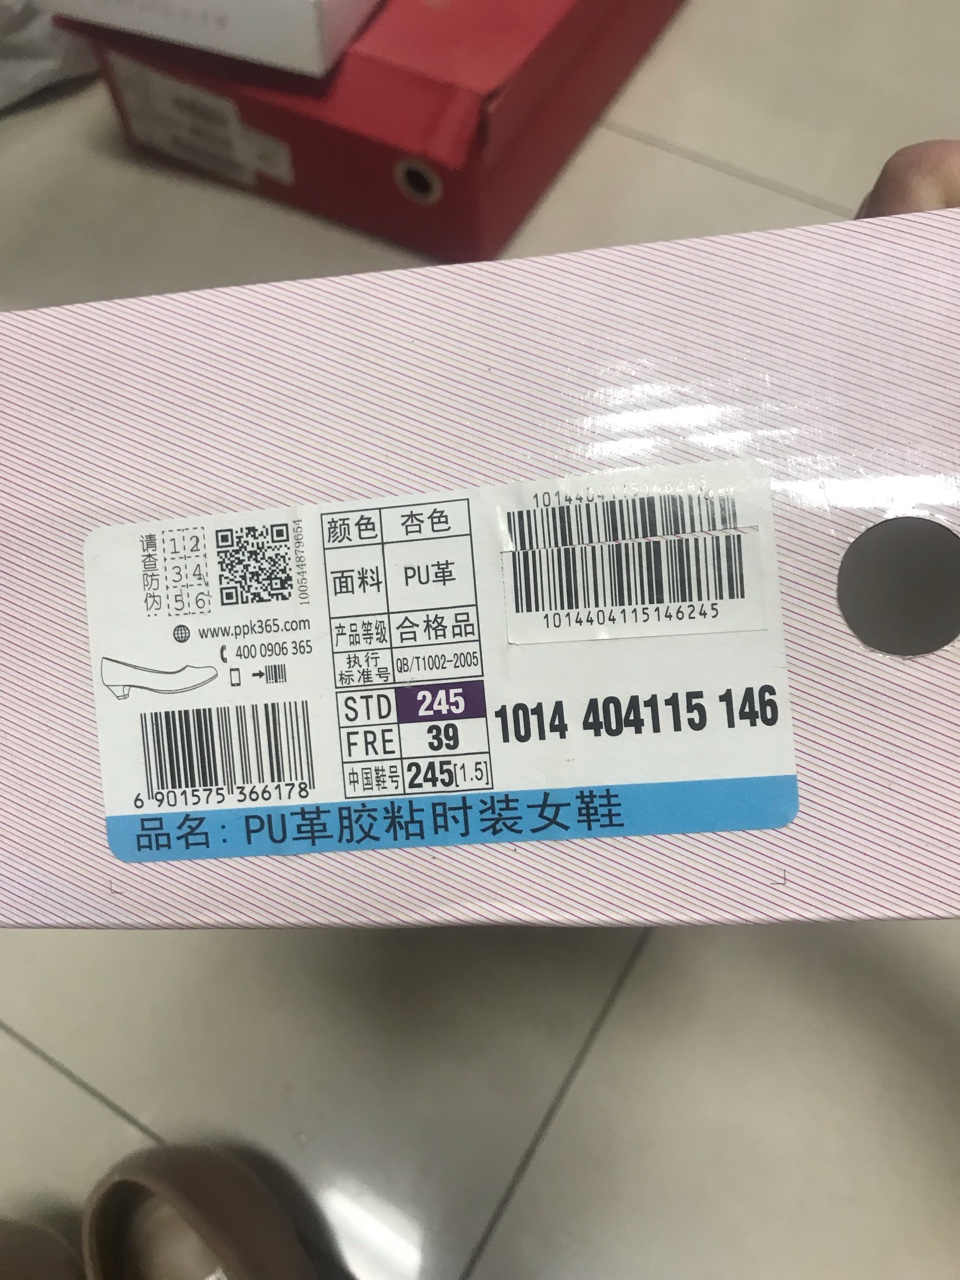 请查防伪
1 2
3 4
5 6
100544879654
www.ppk365.com
400 0906 365
6 901575 366178
颜色 杏色
面料 PU革
产品等级 合格品
执行标准号 QB/T1002-2005
STD 245
FRE 39
中国鞋号 245[1.5]
1014404115146245
1014404115146245
1014 404115 146
品名: PU革胶粘时装女鞋